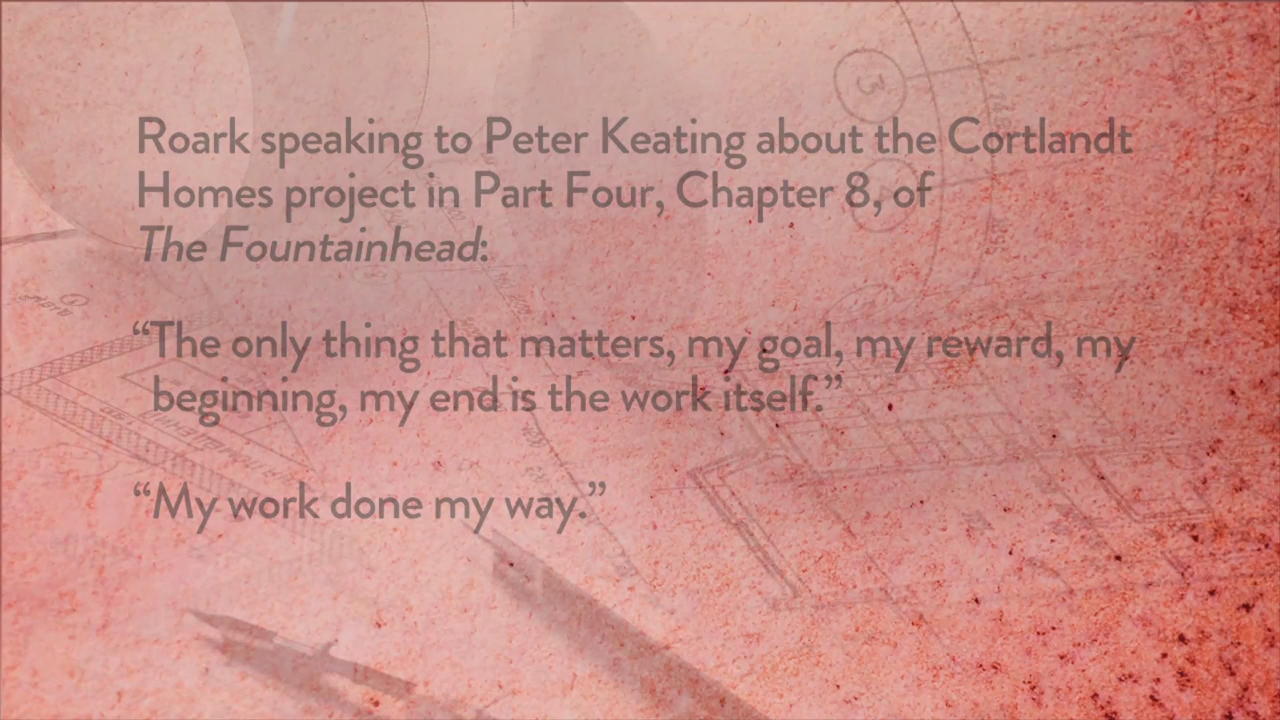 Roark speaking to Peter Keating about the Cortlandt
Homes project in Part Four, Chapter 8, of
The Fountainhead:
“The only thing that matters, my goal, my reward, my
beginning, my end is the work itself.”
“My work done my way.”
3